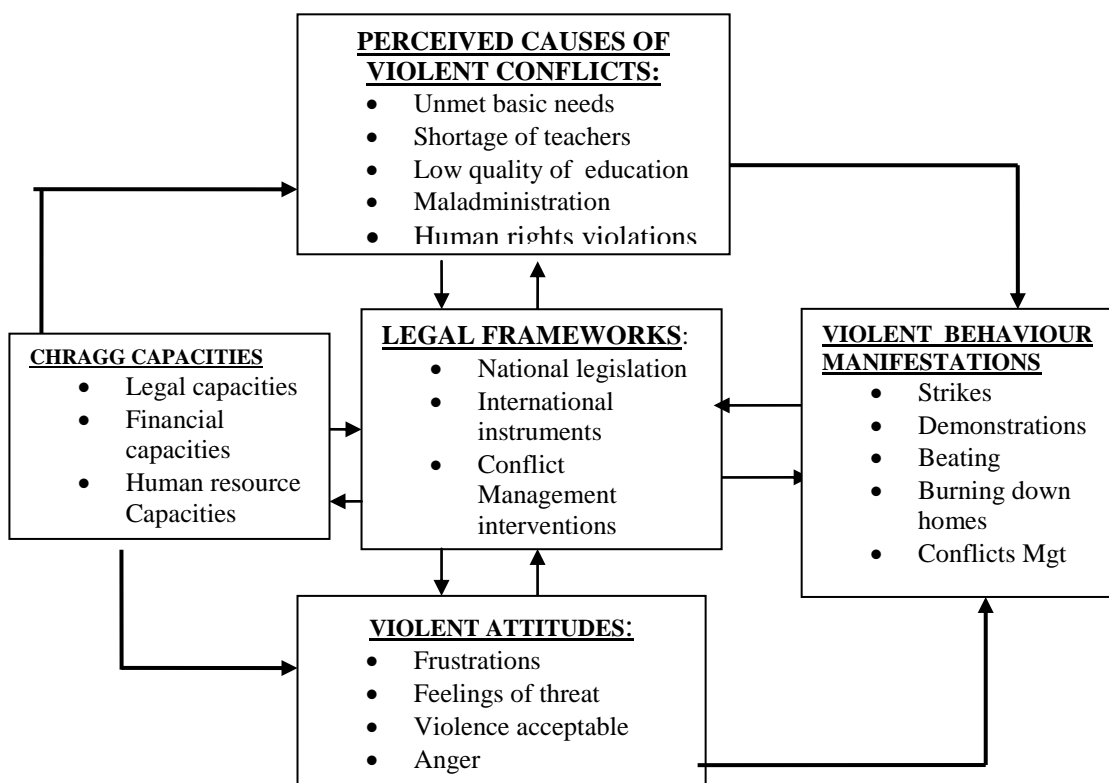 PERCEIVED CAUSES OF
VIOLENT CONFLICTS:
• Unmet basic needs
• Shortage of teachers
• Low quality of education
• Maladministration
• Human rights violations
CHRAGG CAPACITIES
• Legal capacities
• Financial
capacities
• Human resource
Capacities
LEGAL FRAMEWORKS:
• National legislation
• International
instruments
• Conflict
Management
interventions
VIOLENT BEHAVIOUR
MANIFESTATIONS
• Strikes
• Demonstrations
• Beating
• Burning down
homes
• Conflicts Mgt
VIOLENT ATTITUDES:
• Frustrations
• Feelings of threat
• Violence acceptable
• Anger